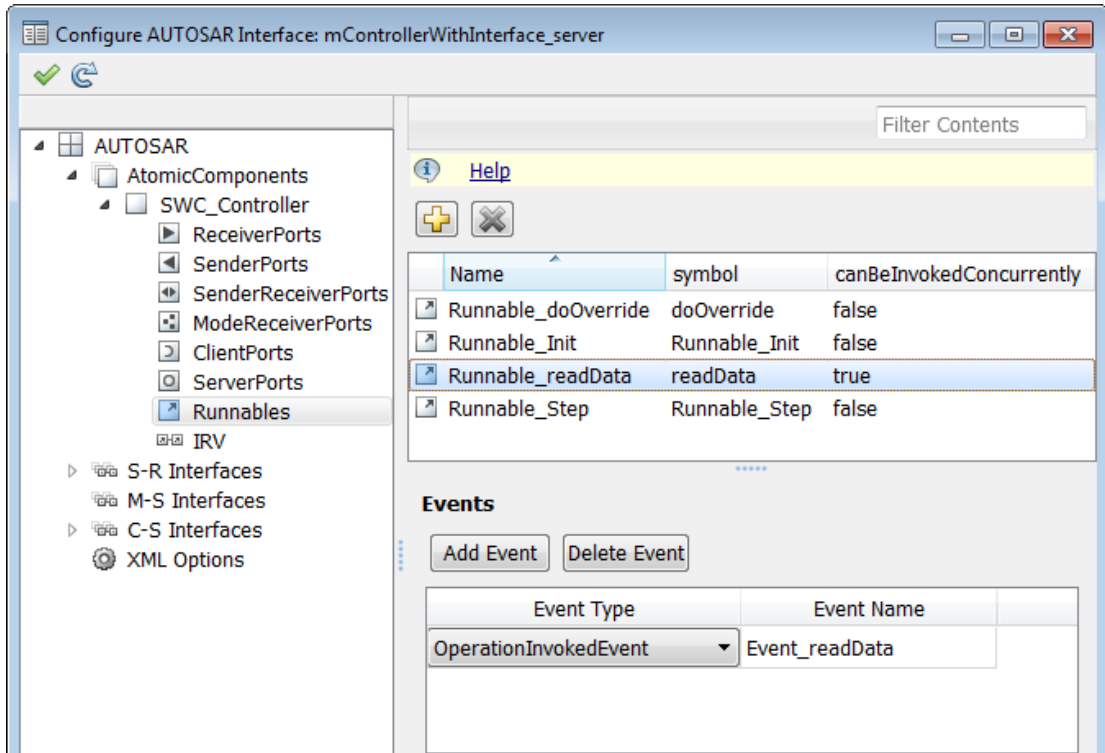 Configure AUTOSAR Interface: mControllerWithInterface_server
Filter Contents
AUTOSAR
AtomicComponents
SWC_Controller
ReceiverPorts
SenderPorts
SenderReceiverPorts
ModeReceiverPorts
ClientPorts
ServerPorts
Runnables
IRV
S-R Interfaces
M-S Interfaces
C-S Interfaces
XML Options
Help
Name symbol canBeInvokedConcurrently
Runnable_doOverride doOverride false
Runnable_Init Runnable_Init false
Runnable_readData readData true
Runnable_Step Runnable_Step false
Events
Add Event Delete Event
Event Type Event Name
OperationInvokedEvent Event_readData